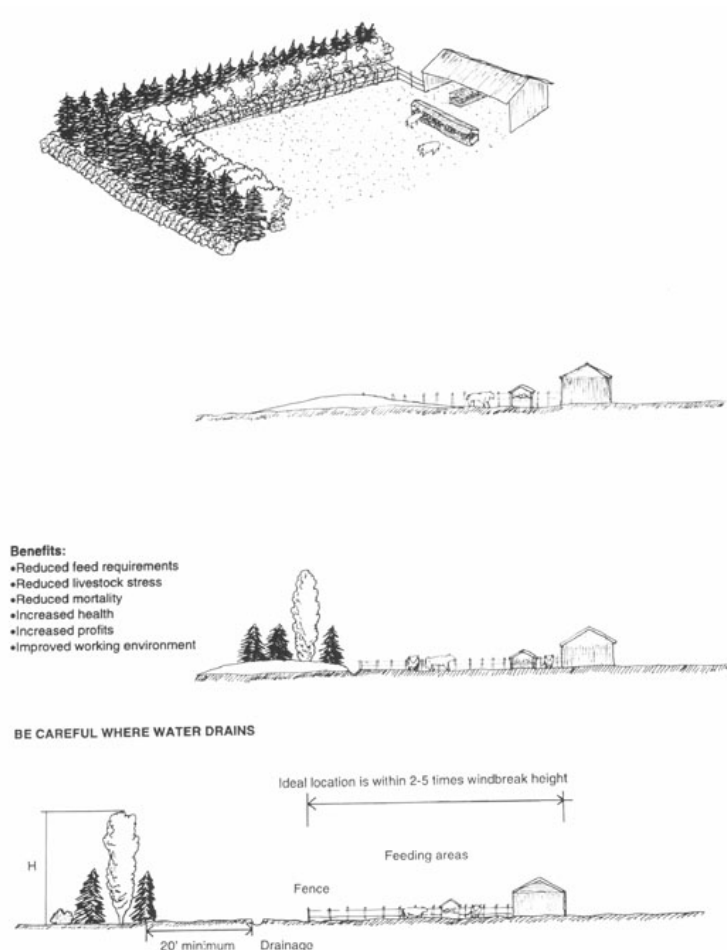 Benefits:
•Reduced feed requirements
•Reduced livestock stress
•Reduced mortality
•Increased health
•Increased profits
•Improved working environment
BE CAREFUL WHERE WATER DRAINS
Ideal location is within 2-5 times windbreak height
H
Feeding areas
Fence
20' minimum
Drainage